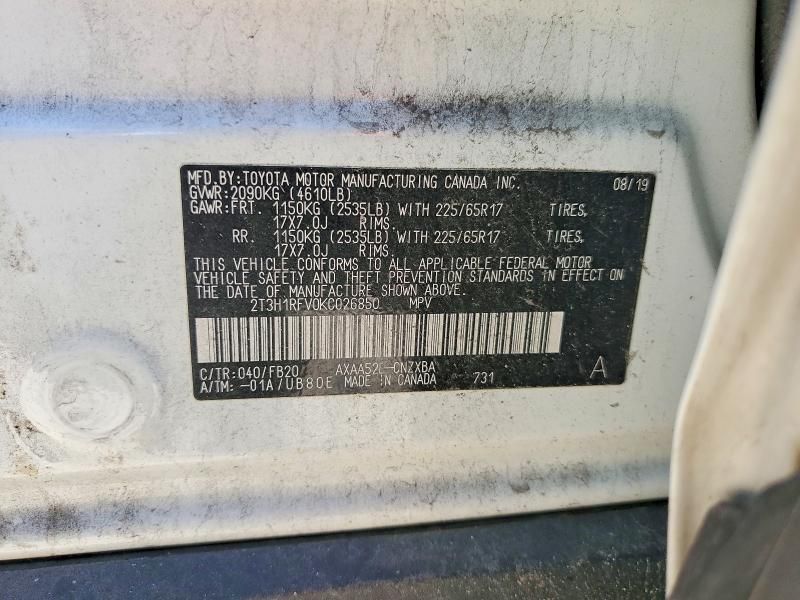 MFD.BY:TOYOTA MOTOR MANUFACTURING CANADA INC. 08/19
GVWR:2090KG (4610LB)
GAWR:FRT. 1150KG (2535LB) WITH 225/65R17 TIRES,
17X7.0J RIMS.
RR. 1150KG (2535LB) WITH 225/65R17 TIRES,
17X7.0J RIMS.
THIS VEHICLE CONFORMS TO ALL APPLICABLE FEDERAL MOTOR
VEHICLE SAFETY AND THEFT PREVENTION STANDARDS IN EFFECT ON
THE DATE OF MANUFACTURE SHOWN ABOVE.
2T3H1RFV0KC026850 MPV
C/TR:040/FB20 AXAA52L-CNZXBA
A/TM:-01A/UB80E MADE IN CANADA 731 A